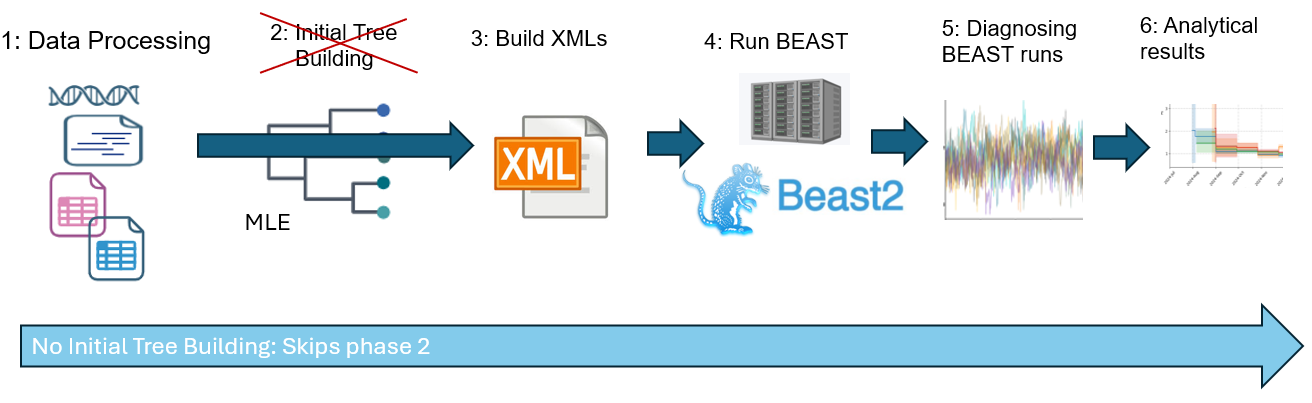 1: Data Processing
2: Initial Tree
Building
3: Build XMLs
4: Run BEAST
5: Diagnosing
BEAST runs
6: Analytical
results
MLE
XML
Beast2
No Initial Tree Building: Skips phase 2